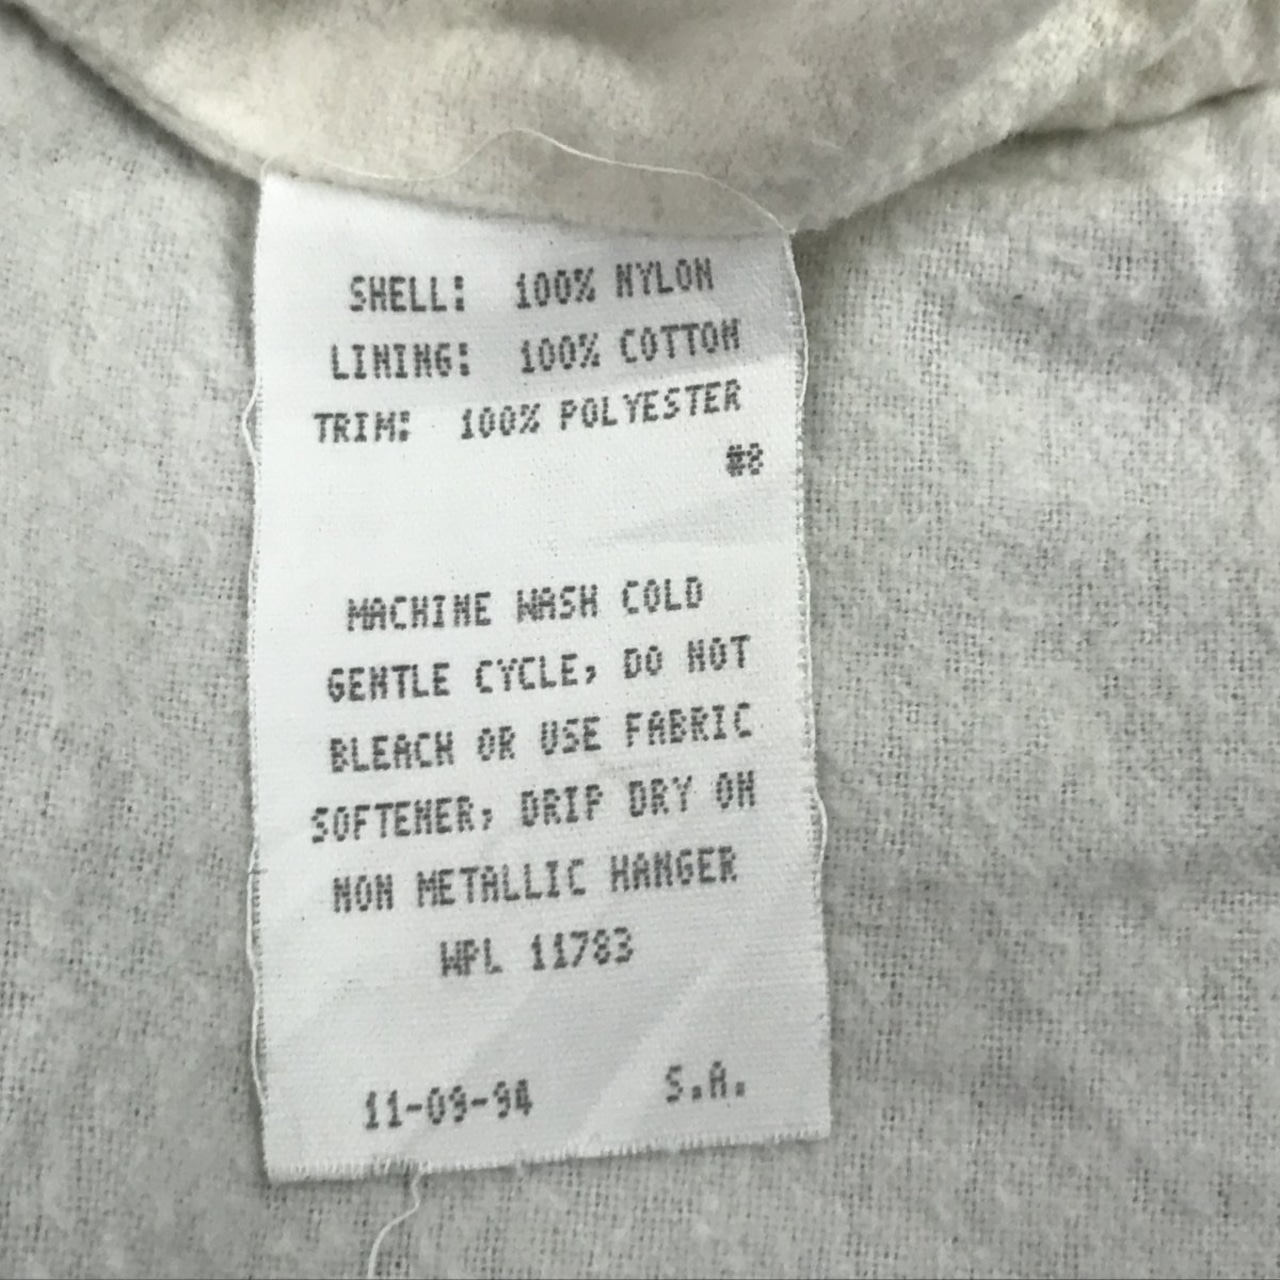 SHELL: 100% NYLON
LINING: 100% COTTON
TRIM: 100% POLYESTER
#8
MACHINE WASH COLD
GENTLE CYCLE, DO NOT
BLEACH OR USE FABRIC
SOFTENER, DRIP DRY ON
NON METALLIC HANGER
WPL 11783
11-09-94 S.A.